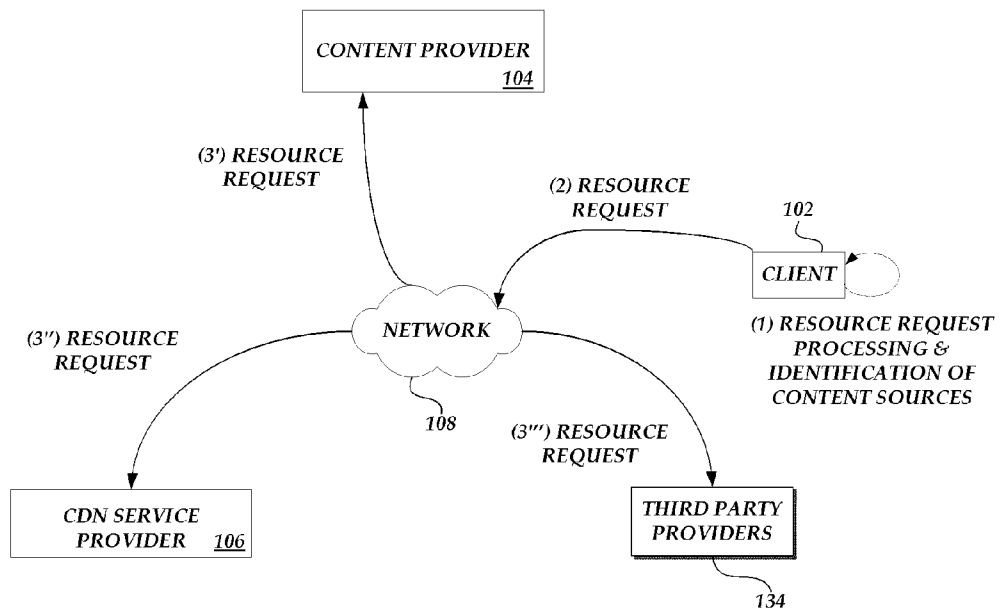 CONTENT PROVIDER
104
(3') RESOURCE
REQUEST
(2) RESOURCE
REQUEST
102
CLIENT
(1) RESOURCE REQUEST
PROCESSING &
IDENTIFICATION OF
CONTENT SOURCES
NETWORK
108
(3'') RESOURCE
REQUEST
(3''') RESOURCE
REQUEST
CDN SERVICE
PROVIDER
106
THIRD PARTY
PROVIDERS
134